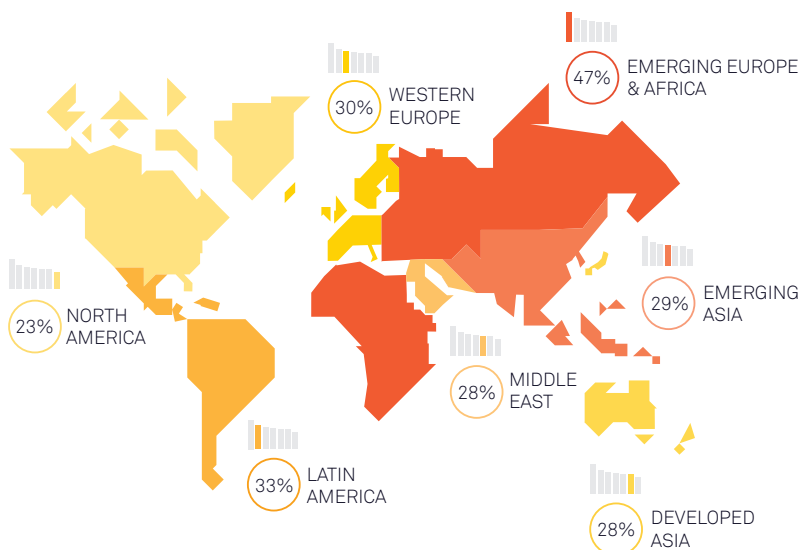 47%
EMERGING EUROPE
& AFRICA
30%
WESTERN
EUROPE
23%
NORTH
AMERICA
29%
EMERGING
ASIA
28%
MIDDLE
EAST
33%
LATIN
AMERICA
28%
DEVELOPED
ASIA